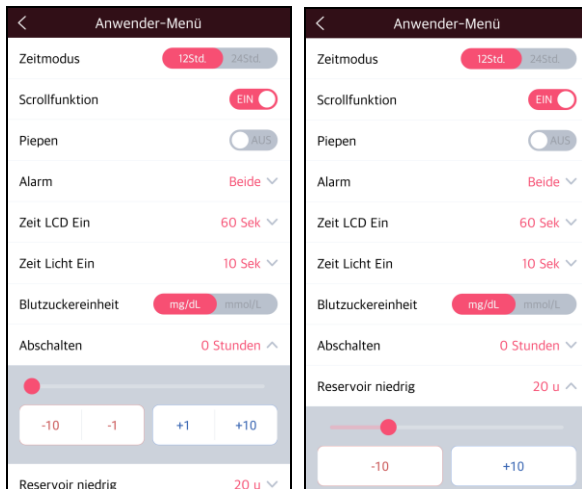 Anwender-Menü
Zeitmodus 12Std. 24Std.
Scrollfunktion EIN
Piepen AUS
Alarm Beide
Zeit LCD Ein 60 Sek
Zeit Licht Ein 10 Sek
Blutzuckereinheit mg/dL mmol/L
Abschalten 0 Stunden
-10 -1 +1 +10
Reservoir niedrig 20 u
Anwender-Menü
Zeitmodus 12Std. 24Std.
Scrollfunktion EIN
Piepen AUS
Alarm Beide
Zeit LCD Ein 60 Sek
Zeit Licht Ein 10 Sek
Blutzuckereinheit mg/dL mmol/L
Abschalten 0 Stunden
Reservoir niedrig 20 u
-10 +10